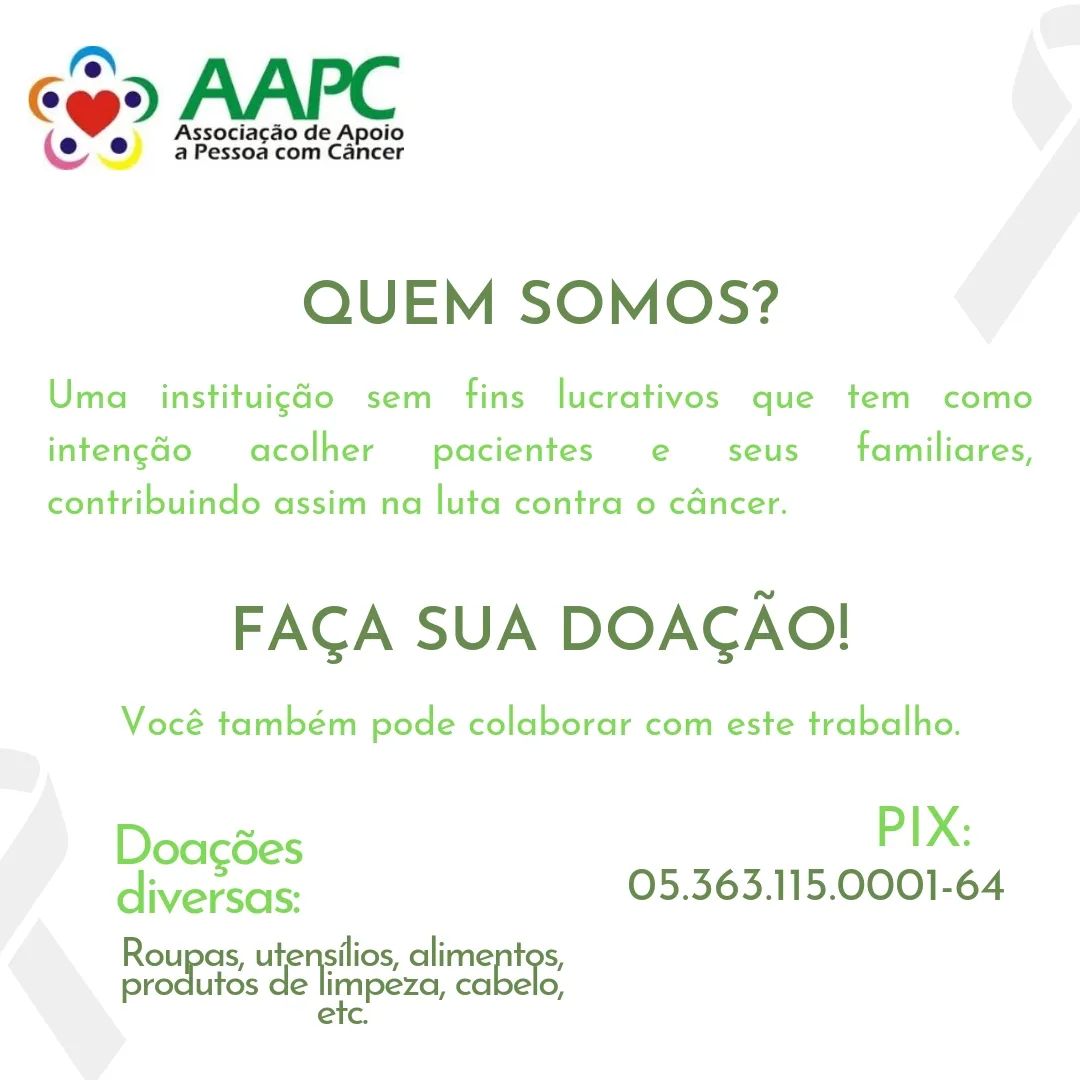 AAPC
Associação de Apoio
a Pessoa com Câncer
QUEM SOMOS?
Uma instituição sem fins lucrativos que tem como
intenção acolher pacientes e seus familiares,
contribuindo assim na luta contra o câncer.
FAÇA SUA DOAÇÃO!
Você também pode colaborar com este trabalho.
Doações
diversas:
Roupas, utensílios, alimentos,
produtos de limpeza, cabelo,
etc.
PIX:
05.363.115.0001-64